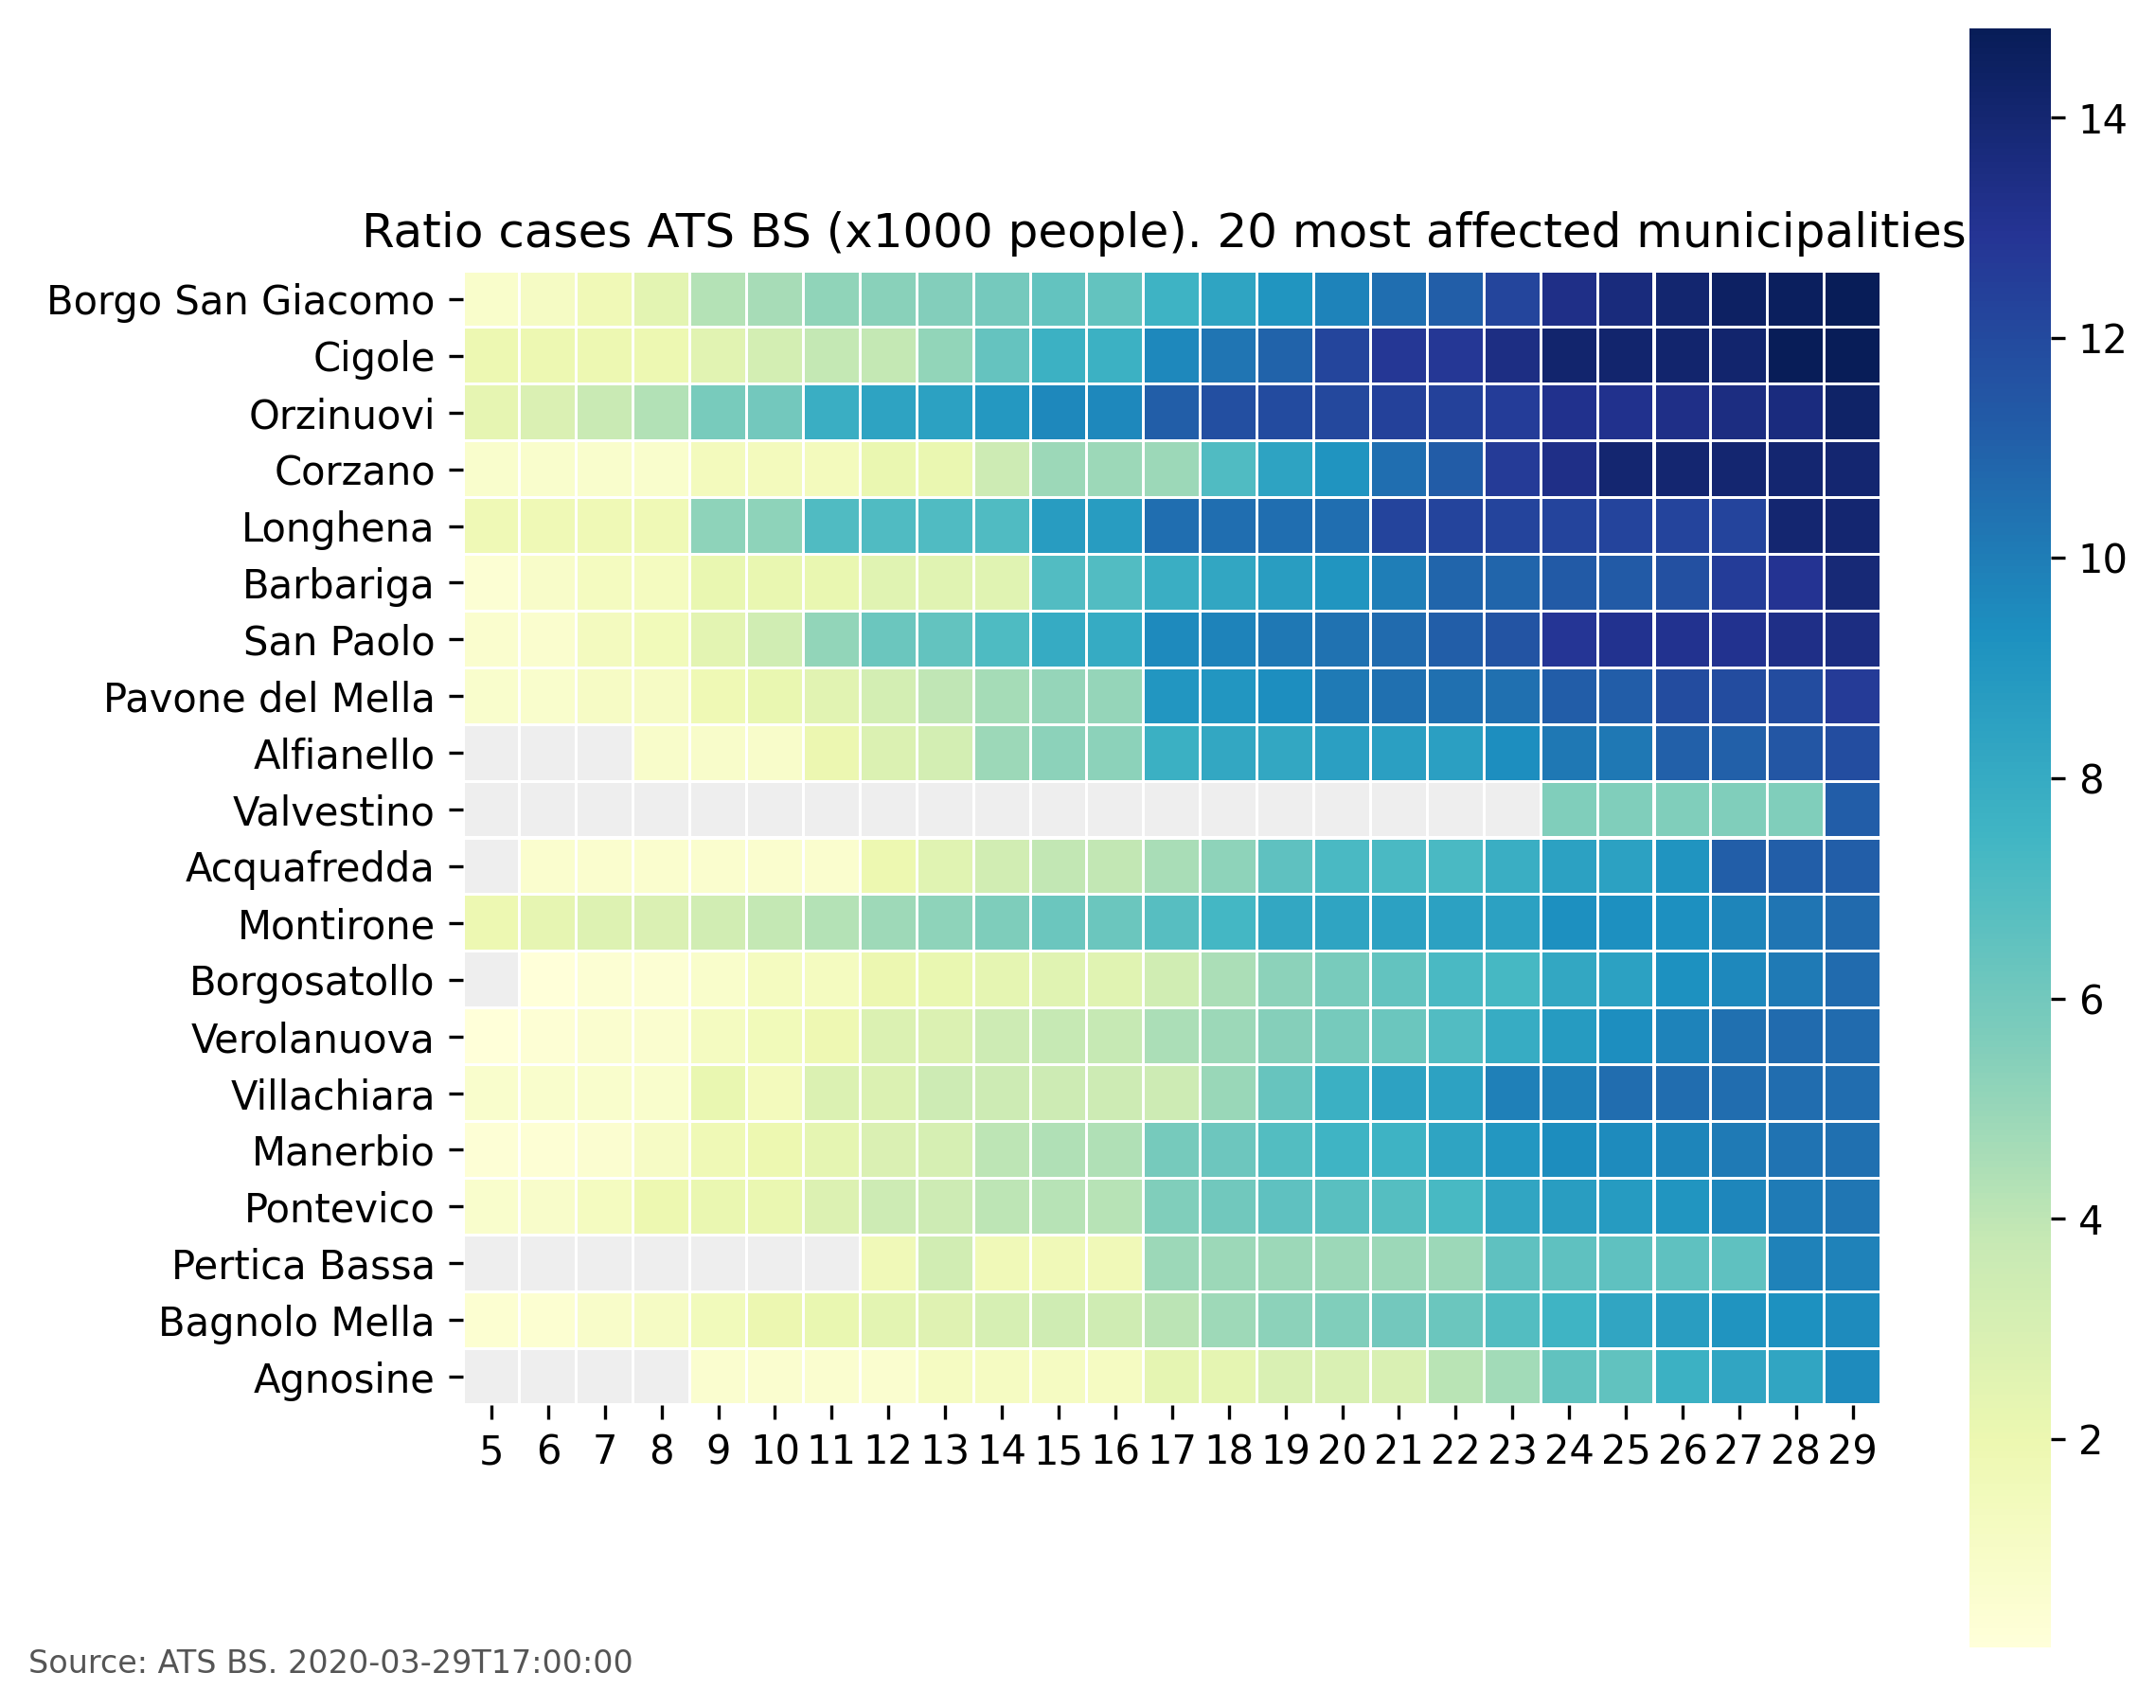 Ratio cases ATS BS (x1000 people). 20 most affected municipalities
Borgo San Giacomo
Cigole
Orzinuovi
Corzano
Longhena
Barbariga
San Paolo
Pavone del Mella
Alfianello
Valvestino
Acquafredda
Montirone
Borgosatollo
Verolanuova
Villachiara
Manerbio
Pontevico
Pertica Bassa
Bagnolo Mella
Agnosine
5 6 7 8 9 10 11 12 13 14 15 16 17 18 19 20 21 22 23 24 25 26 27 28 29
14
12
10
8
6
4
2
Source: ATS BS. 2020-03-29T17:00:00